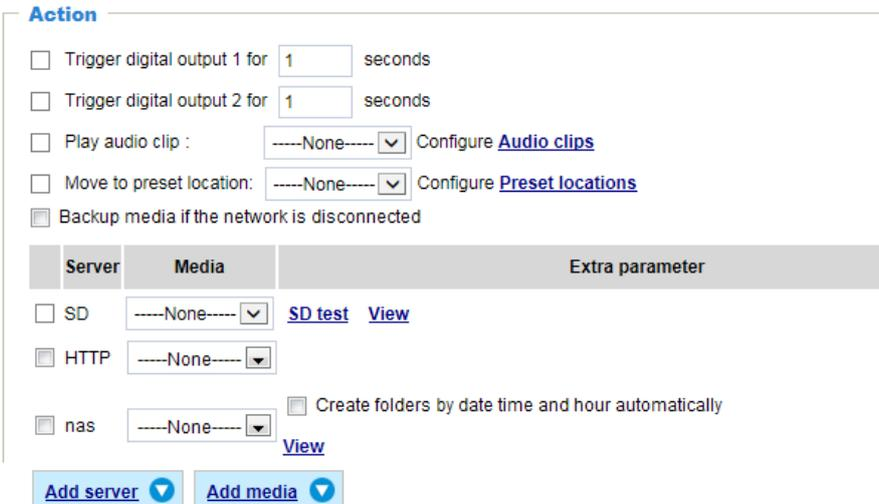 Action
Trigger digital output 1 for 1 seconds
Trigger digital output 2 for 1 seconds
Play audio clip : -----None----- Configure Audio clips
Move to preset location: -----None----- Configure Preset locations
Backup media if the network is disconnected
Server Media Extra parameter
SD -----None----- SD test View
HTTP -----None-----
Create folders by date time and hour automatically
nas -----None-----
View
Add server Add media